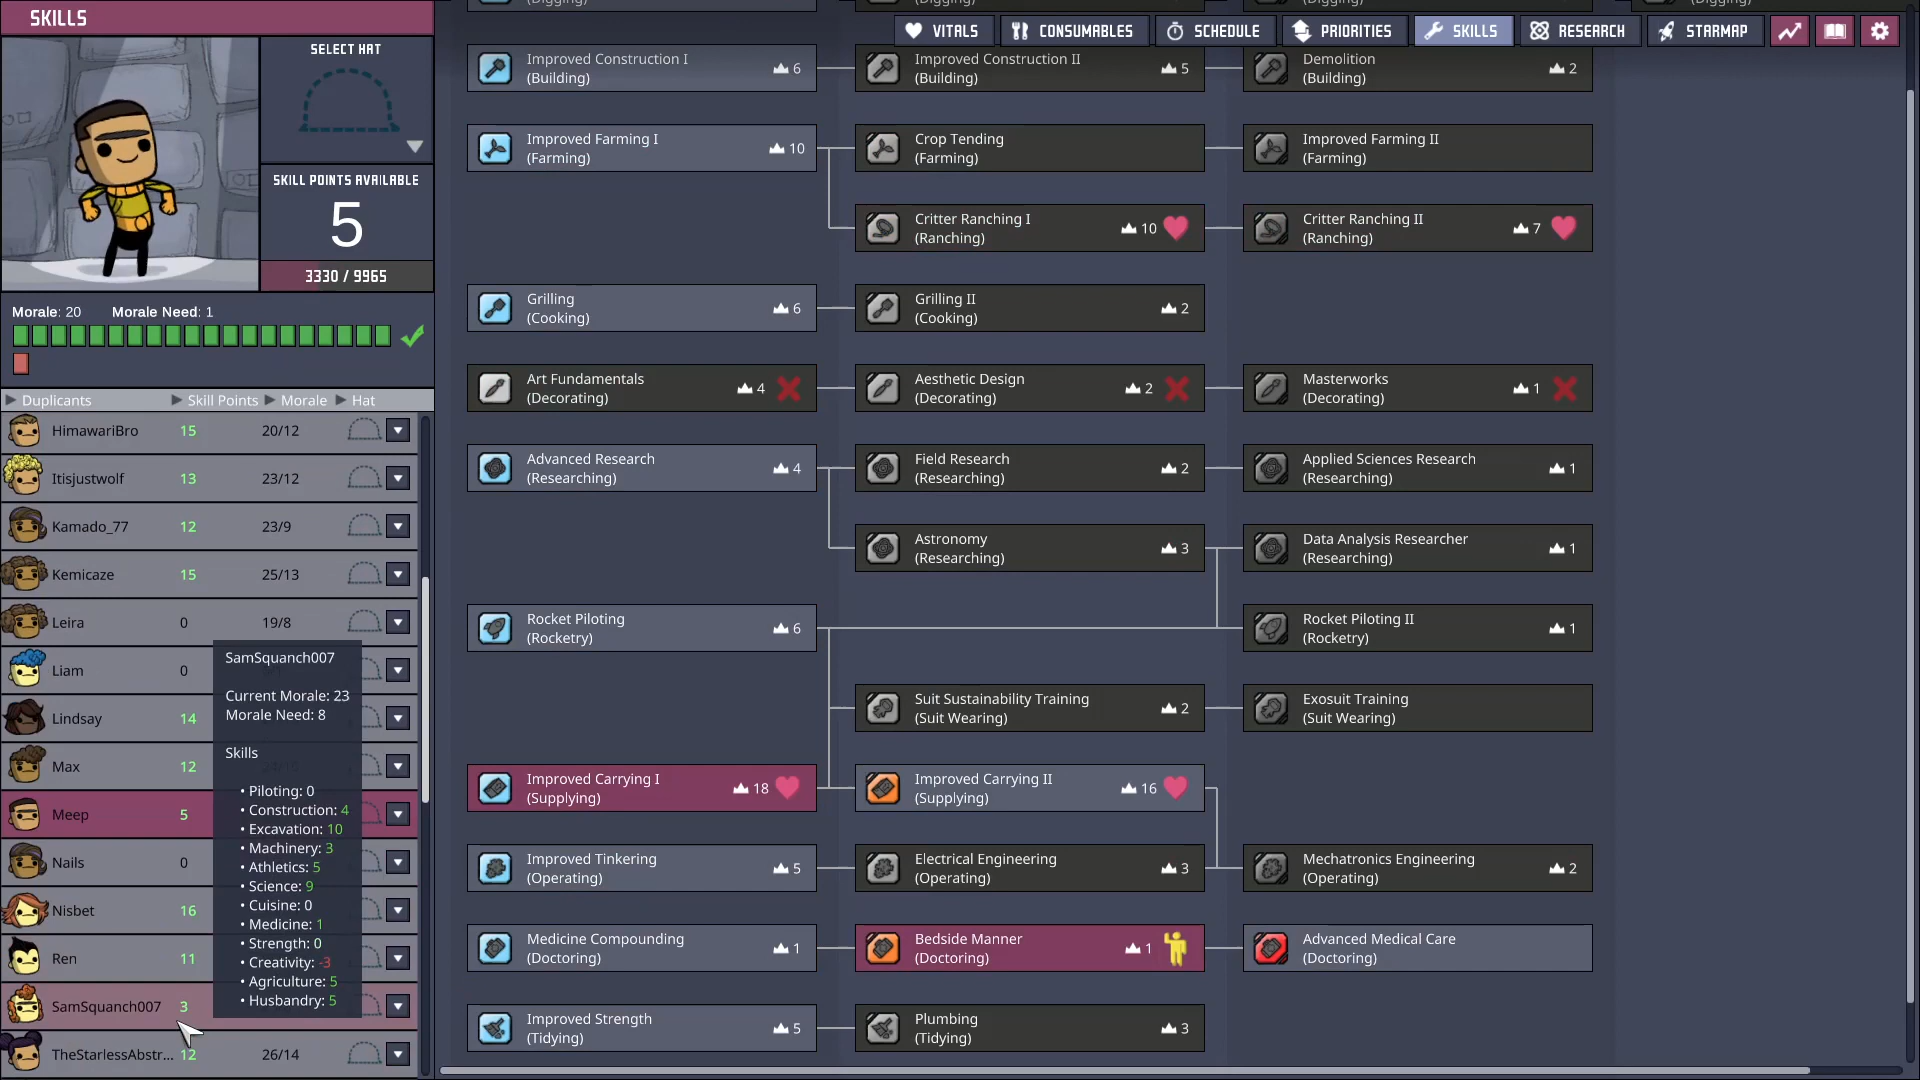 SKILLS
VITALS
CONSUMABLES
SCHEDULE
PRIORITIES
SKILLS
RESEARCH
STARMAP
SELECT HAT
SKILL POINTS AVAILABLE
5
3330 / 9965
Morale: 20 Morale Need: 1
Duplicants Skill Points Morale Hat
HimawariBro 15 20/12
Itisjustwolf 13 23/12
Kamado_77 12 23/9
Kemicaze 15 25/13
Leira 0 19/8
Liam 0
Lindsay 14
Max 12
Meep 5
Nails 0
Nisbet 16
Ren 11
SamSquanch007 3
TheStarlessAbstr... 12 26/14
SamSquanch007
Current Morale: 23
Morale Need: 8
Skills
• Piloting: 0
• Construction: 4
• Excavation: 10
• Machinery: 3
• Athletics: 5
• Science: 9
• Cuisine: 0
• Medicine: 1
• Strength: 0
• Creativity: -3
• Agriculture: 5
• Husbandry: 5
(Digging)
(Digging)
(Digging)
(Digging)
Improved Construction I
(Building)
6
Improved Construction II
(Building)
5
Demolition
(Building)
2
Improved Farming I
(Farming)
10
Crop Tending
(Farming)
Improved Farming II
(Farming)
Critter Ranching I
(Ranching)
10
Critter Ranching II
(Ranching)
7
Grilling
(Cooking)
6
Grilling II
(Cooking)
2
Art Fundamentals
(Decorating)
4
Aesthetic Design
(Decorating)
2
Masterworks
(Decorating)
1
Advanced Research
(Researching)
4
Field Research
(Researching)
2
Applied Sciences Research
(Researching)
1
Astronomy
(Researching)
3
Data Analysis Researcher
(Researching)
1
Rocket Piloting
(Rocketry)
6
Rocket Piloting II
(Rocketry)
1
Suit Sustainability Training
(Suit Wearing)
2
Exosuit Training
(Suit Wearing)
Improved Carrying I
(Supplying)
18
Improved Carrying II
(Supplying)
16
Improved Tinkering
(Operating)
5
Electrical Engineering
(Operating)
3
Mechatronics Engineering
(Operating)
2
Medicine Compounding
(Doctoring)
1
Bedside Manner
(Doctoring)
1
Advanced Medical Care
(Doctoring)
Improved Strength
(Tidying)
5
Plumbing
(Tidying)
3